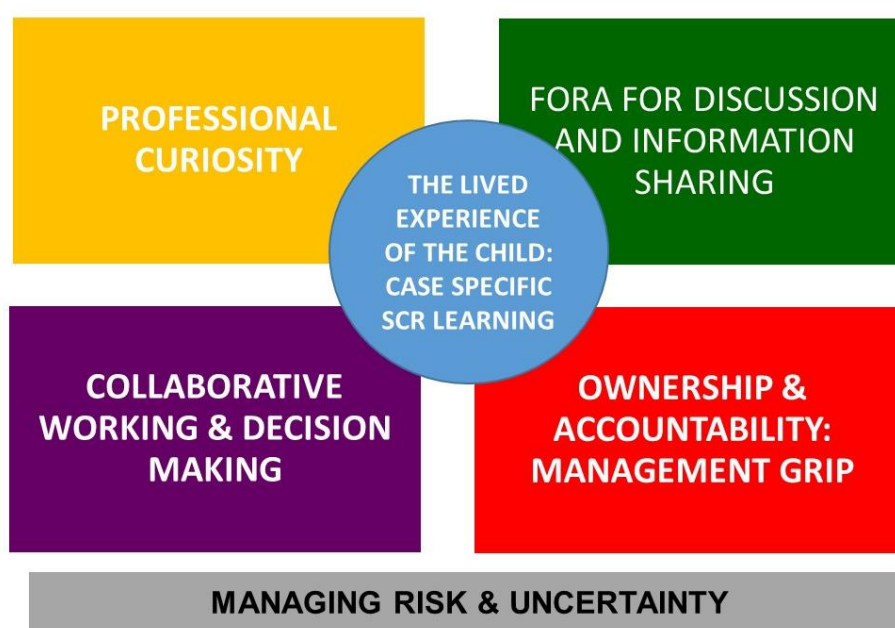 PROFESSIONAL
CURIOSITY
FORA FOR DISCUSSION
AND INFORMATION
SHARING
THE LIVED
EXPERIENCE
OF THE CHILD:
CASE SPECIFIC
SCR LEARNING
COLLABORATIVE
WORKING & DECISION
MAKING
OWNERSHIP &
ACCOUNTABILITY:
MANAGEMENT GRIP
MANAGING RISK & UNCERTAINTY